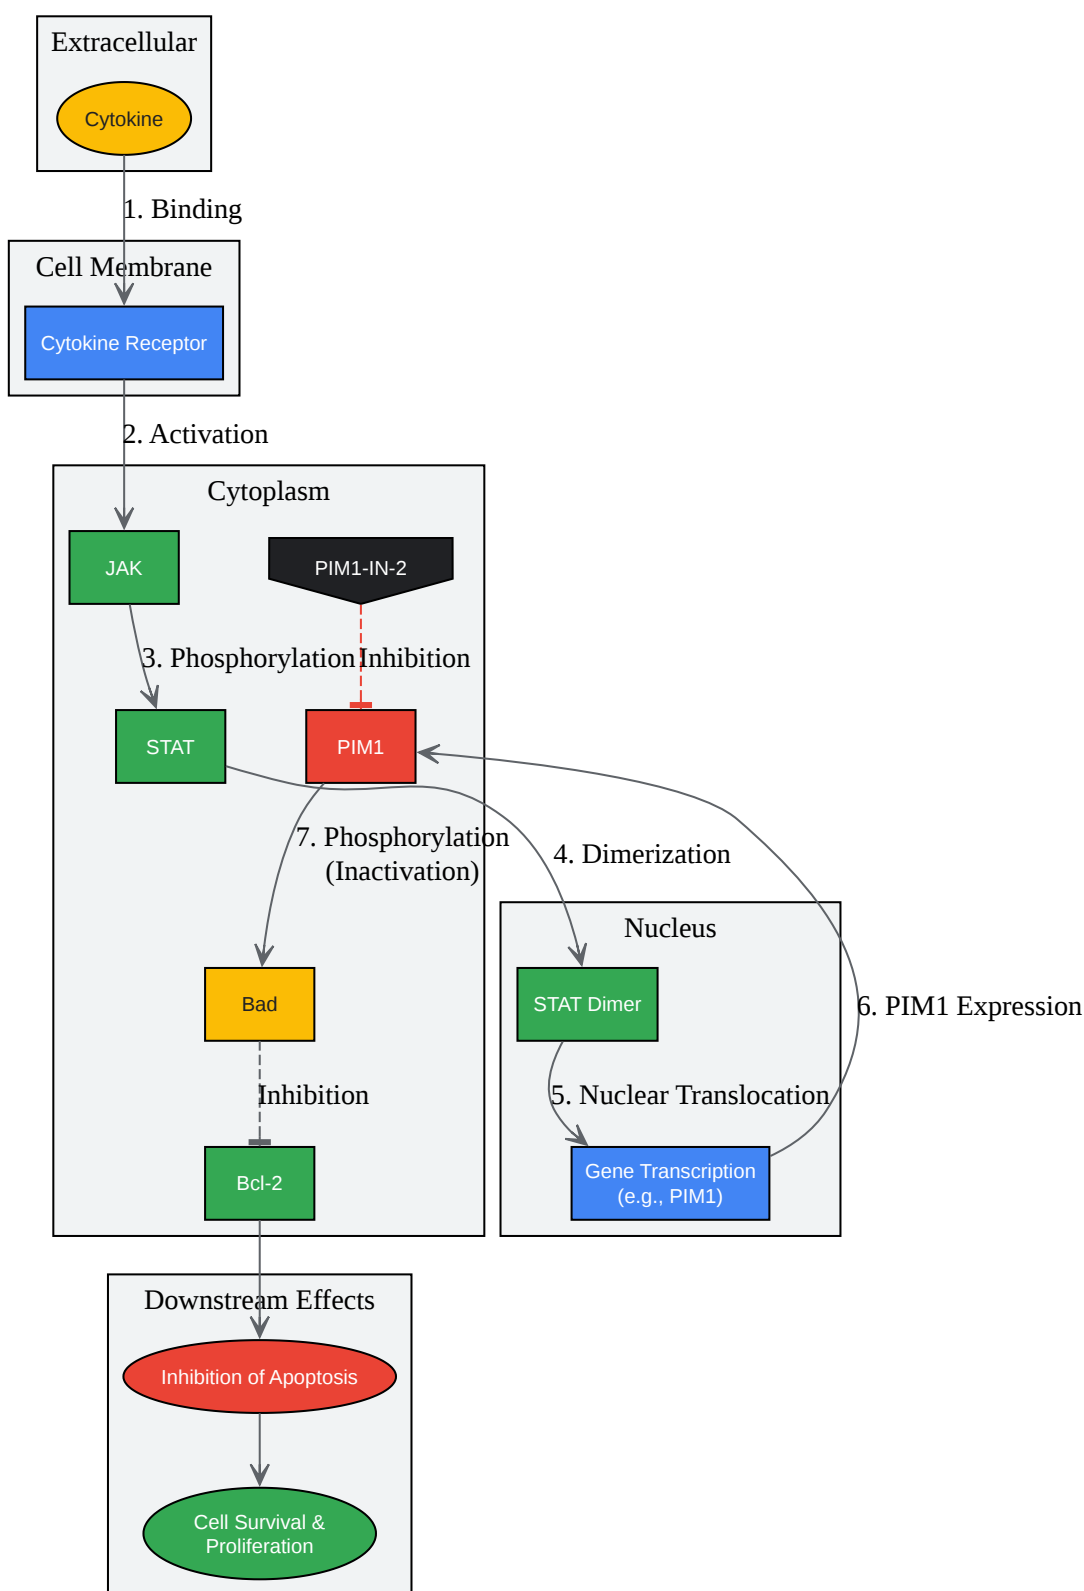 Extracellular
Cytokine
1. Binding
Cell Membrane
Cytokine Receptor
2. Activation
Cytoplasm
JAK
PIM1-IN-2
3. Phosphorylation
Inhibition
STAT
PIM1
7. Phosphorylation
(Inactivation)
4. Dimerization
Nucleus
Bad
STAT Dimer
6. PIM1 Expression
Inhibition
5. Nuclear Translocation
Bcl-2
Gene Transcription
(e.g., PIM1)
Downstream Effects
Inhibition of Apoptosis
Cell Survival &
Proliferation